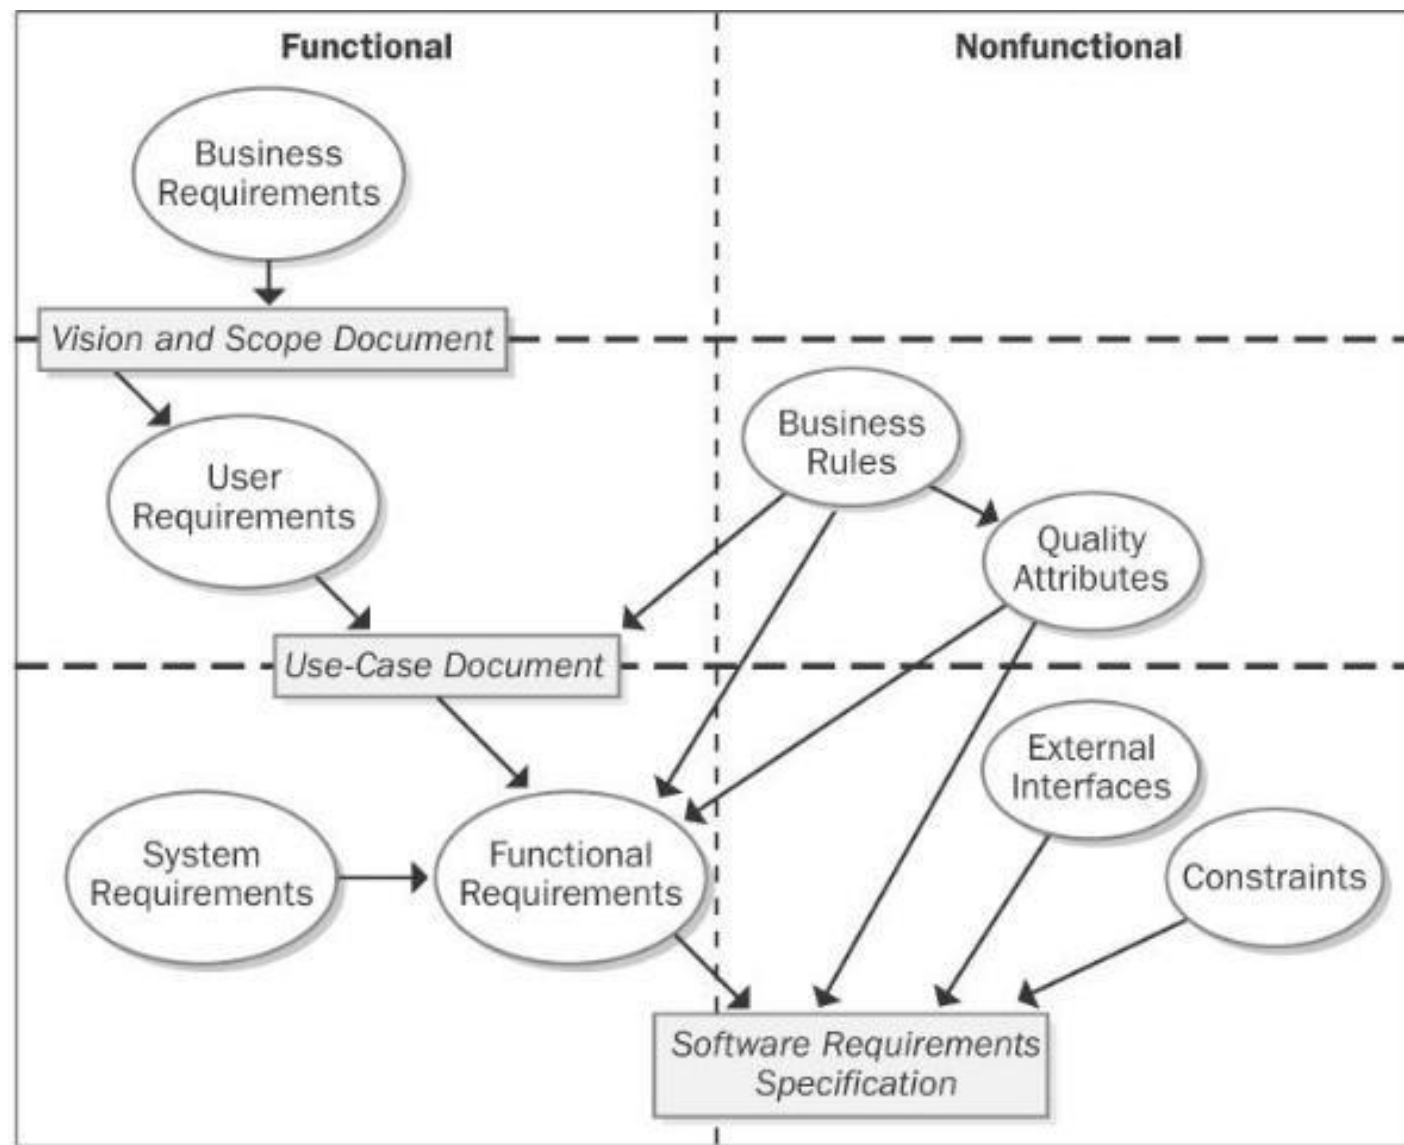 Functional
Nonfunctional
Business
Requirements
Vision and Scope Document
Business
Rules
User
Requirements
Quality
Attributes
Use-Case Document
External
Interfaces
System
Requirements
Functional
Requirements
Constraints
Software Requirements
Specification